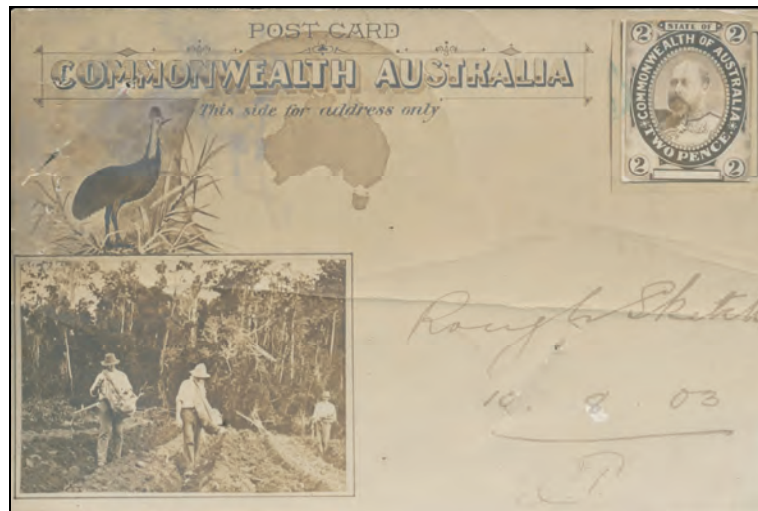 POST CARD
COMMONWEALTH AUSTRALIA
This side for address only
2 STATE OF 2
COMMONWEALTH OF AUSTRALIA
TWO PENCE
2 2
Rough Sketch
8 . 03